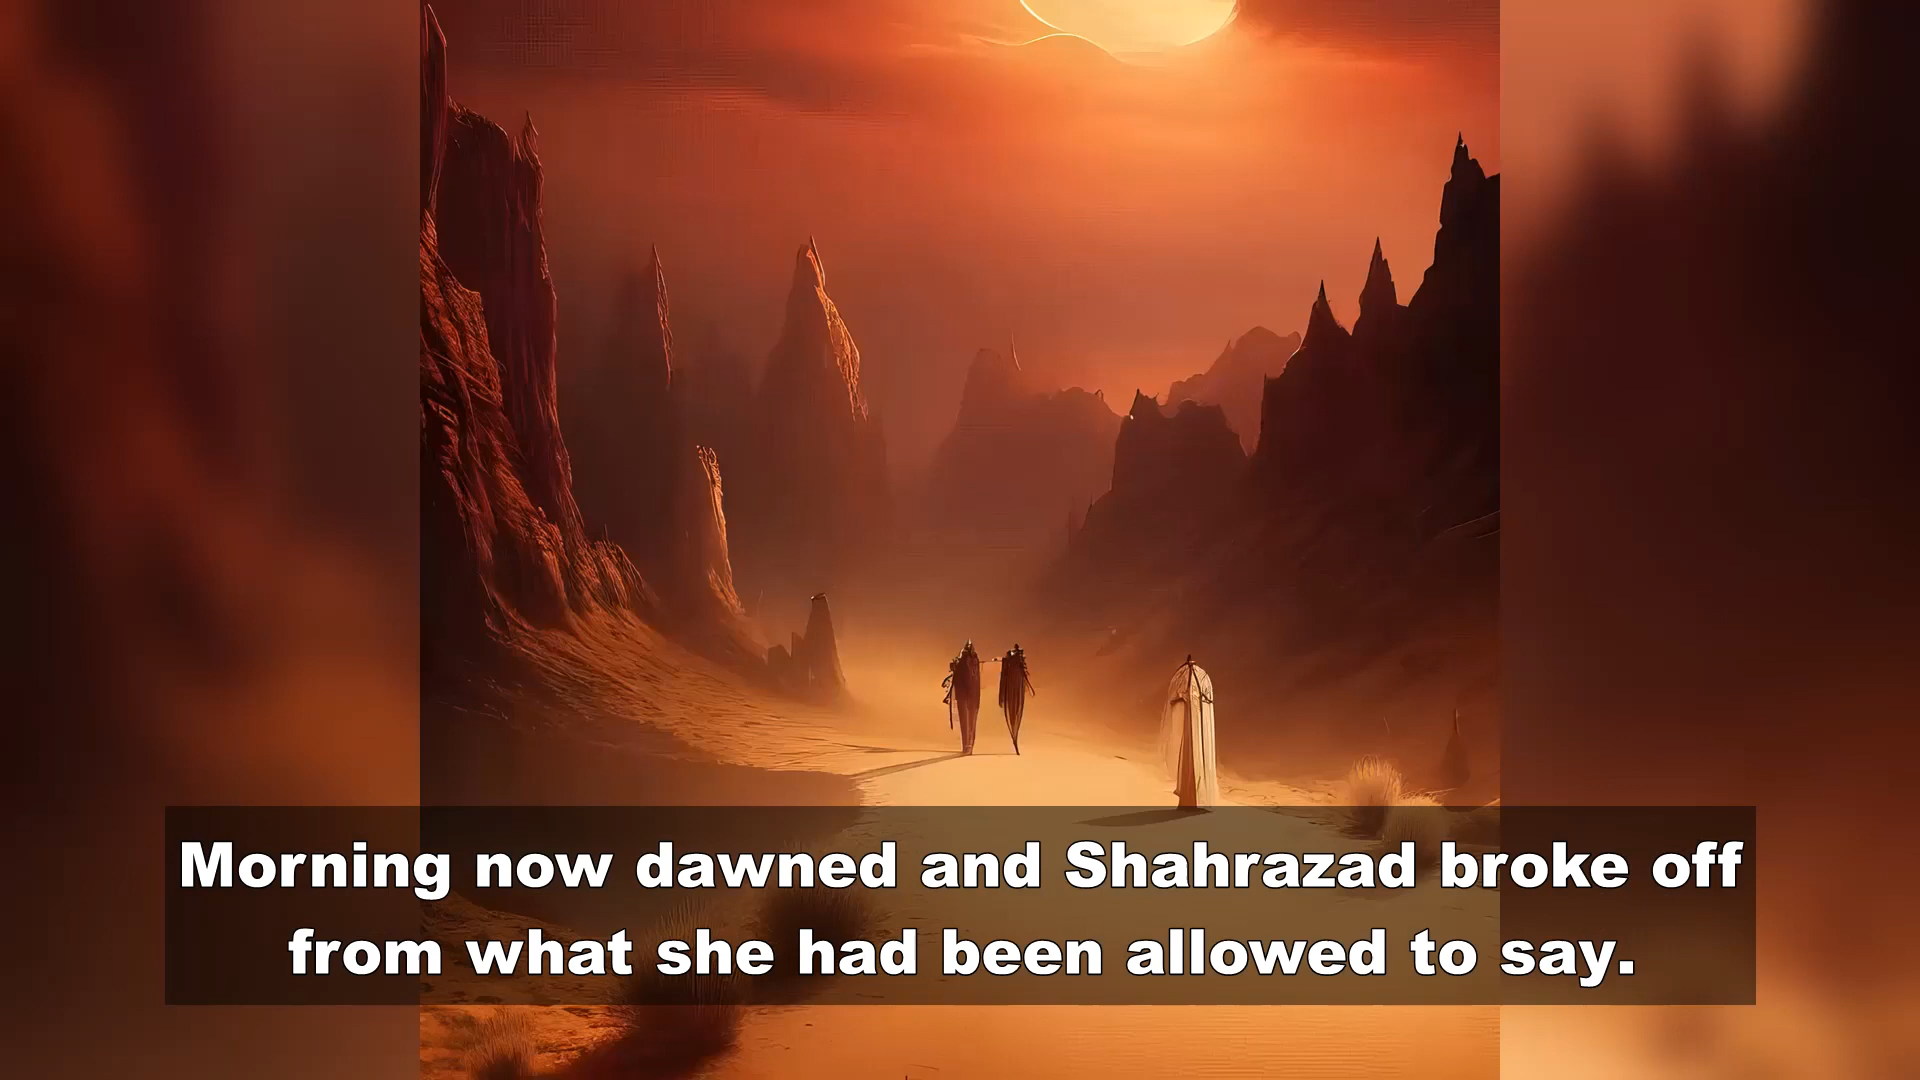 Morning now dawned and Shahrazad broke off
from what she had been allowed to say.